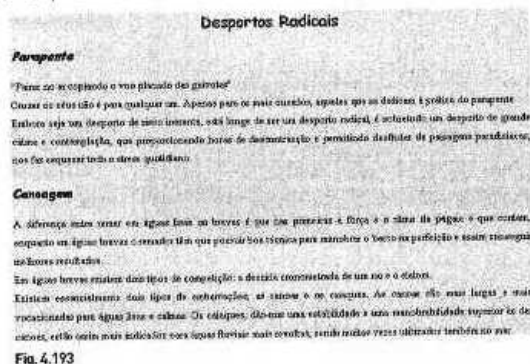 Desportos Radicais
Parapente
"Pairar no ar copiando o voo planado das gaivotas"
Cruzar os céus não é para qualquer um. Apenas para os mais ousados, aqueles que se dedicam à prática do parapente
Embora seja um desporto de meio está longe de ser um desporto radical, é sobretudo um desporto de grande
calma e contemplação, que proporcionando horas de descontracção e permitindo desfrutar de paisagens paradisíacas,
nos faz esquecer todo o stress quotidiano
Canoagem
A diferença entre remar em águas lisas ou bravas é que nas primeiras a força e o ritmo da pagaia o que contam,
enquanto em águas bravas o remador têm que possuir boa técnica para manobrar o barco na perfeição e assim conseguir
melhores resultados.
Em águas bravas existem dois tipos de competição: a descida cronometrada de um rio e o slalom.
Existem essencialmente dois tipos de embarcações, as canoas e os caiaques. As canoas são mais largas e mais
vocacionadas para águas lisas e calmas. Os caiaques, dão-nos uma estabilidade e uma manobrabilidade superior às das
canoas, estão assim mais indicados para águas fluviais mais revoltas, sendo muitas vezes utilizados também no mar.
Fig. 4.193